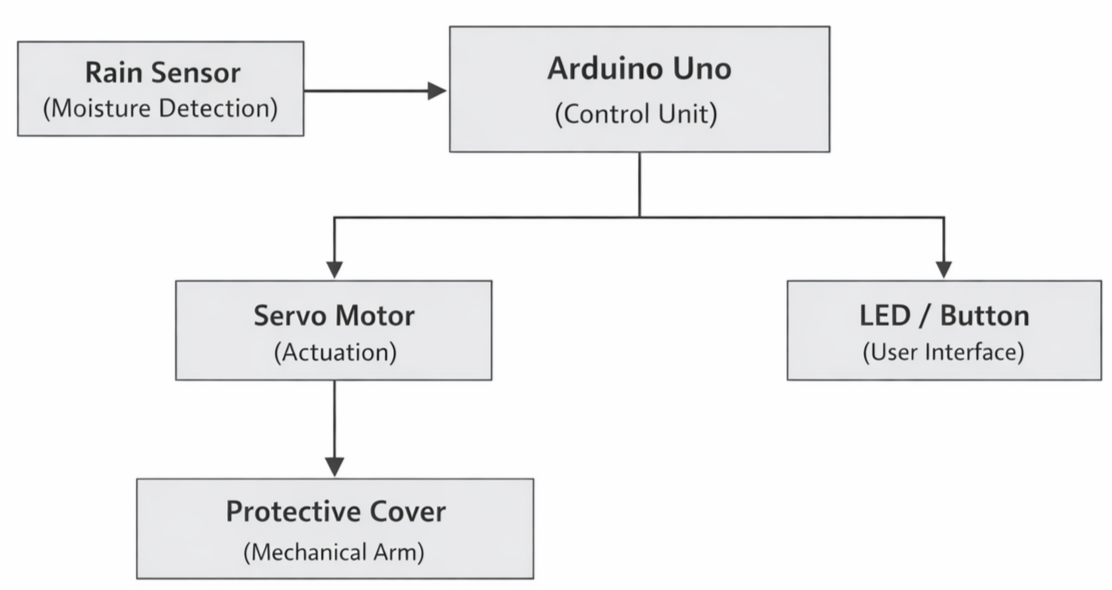 Rain Sensor
(Moisture Detection)
Arduino Uno
(Control Unit)
Servo Motor
(Actuation)
LED / Button
(User Interface)
Protective Cover
(Mechanical Arm)